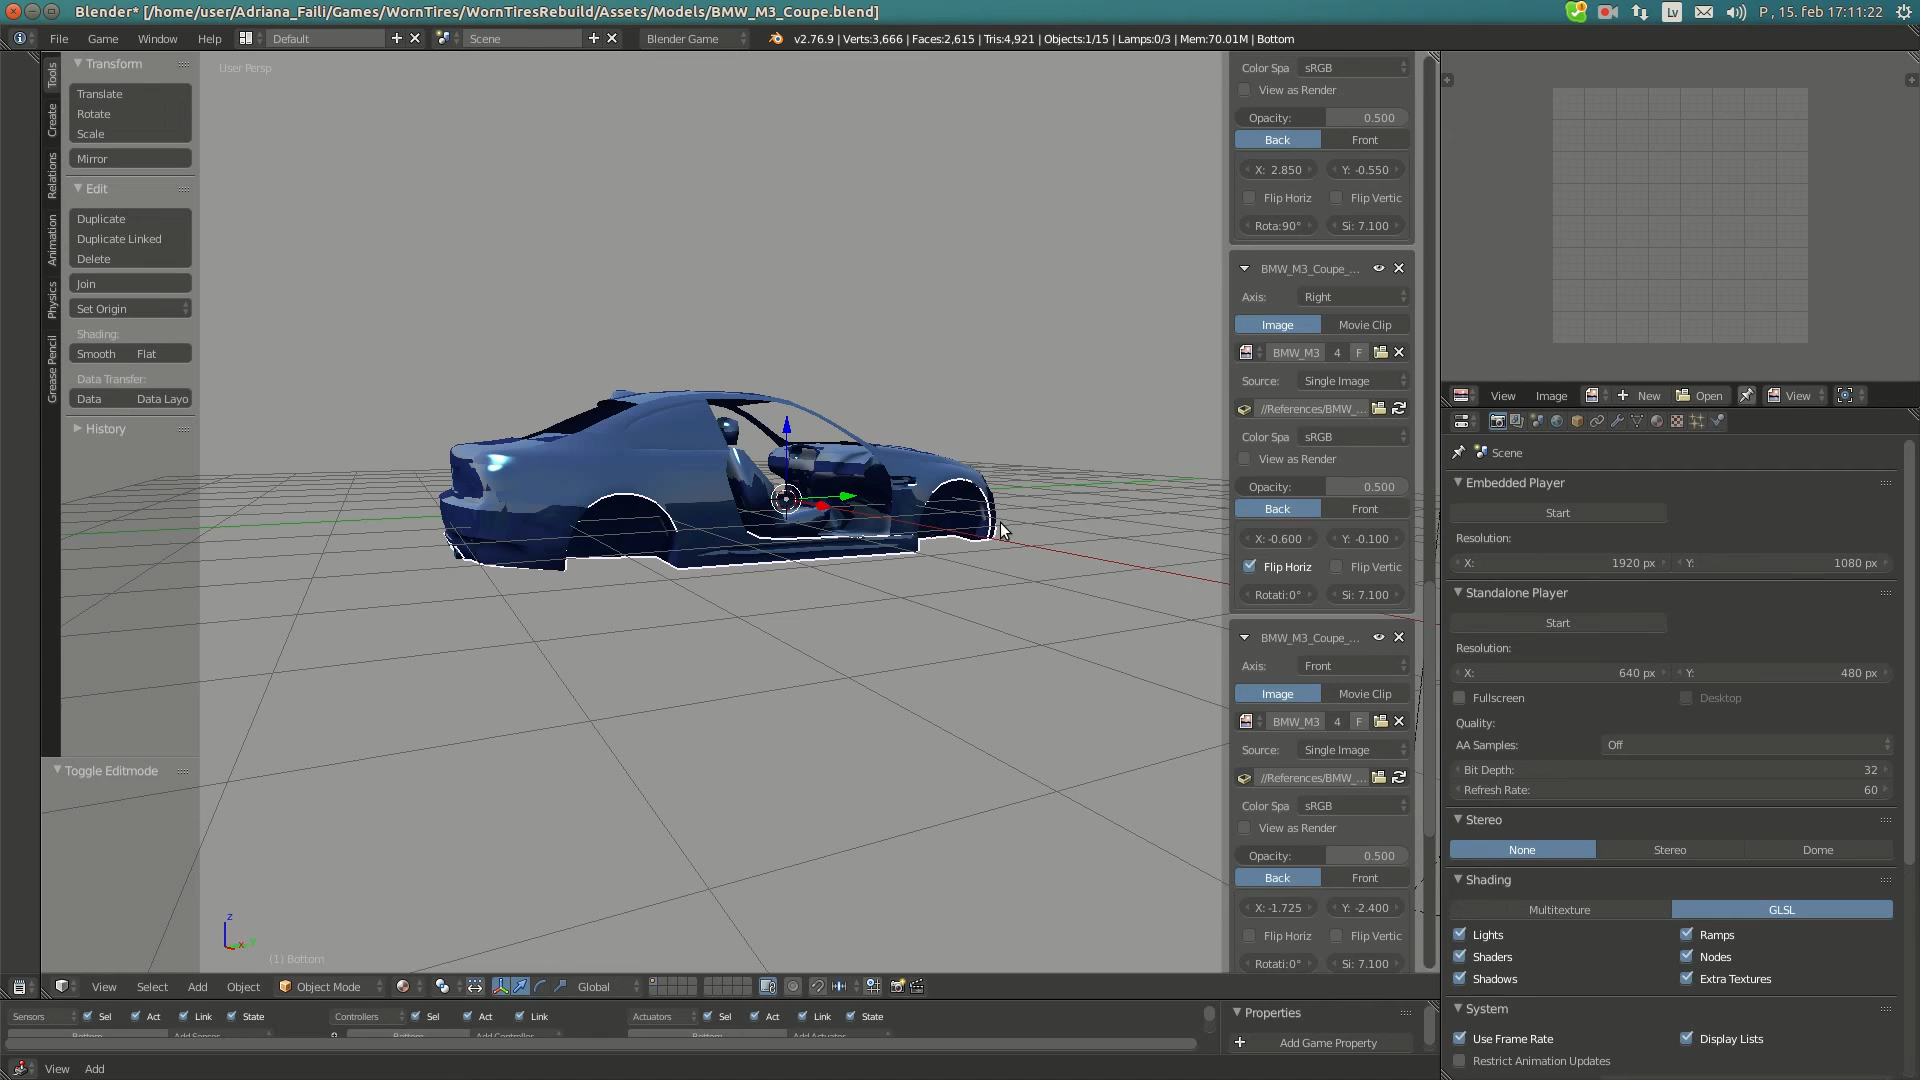 Blender* [/home/user/Adriana_Faili/Games/WornTires/WornTiresRebuild/Assets/Models/BMW_M3_Coupe.blend]
Lv
P , 15. feb 17:11:22
File Game Window Help
Default
Scene
Blender Game
v2.76.9 | Verts:3,666 | Faces:2,615 | Tris:4,921 | Objects:1/15 | Lamps:0/3 | Mem:70.01M | Bottom
Tools
Create
Relations
Animation
Physics
Grease Pencil
Transform
Translate
Rotate
Scale
Mirror
Edit
Duplicate
Duplicate Linked
Delete
Join
Set Origin
Shading:
Smooth Flat
Data Transfer:
Data Data Layo
History
Toggle Editmode
User Persp
z
x
y
(1) Bottom
Color Spa sRGB
View as Render
Opacity: 0.500
Back Front
X: 2.850 Y: -0.550
Flip Horiz Flip Vertic
Rota:90° Si: 7.100
BMW_M3_Coupe_...
Axis: Right
Image Movie Clip
BMW_M3 4 F
Source: Single Image
//References/BMW_...
Color Spa sRGB
View as Render
Opacity: 0.500
Back Front
X: -0.600 Y: -0.100
Flip Horiz Flip Vertic
Rotati:0° Si: 7.100
BMW_M3_Coupe_...
Axis: Front
Image Movie Clip
BMW_M3 4 F
Source: Single Image
//References/BMW_...
Color Spa sRGB
View as Render
Opacity: 0.500
Back Front
X: -1.725 Y: -2.400
Flip Horiz Flip Vertic
Rotati:0° Si: 7.100
View Image New Open View
Scene
Embedded Player
Start
Resolution:
X: 1920 px Y: 1080 px
Standalone Player
Start
Resolution:
X: 640 px Y: 480 px
Fullscreen Desktop
Quality:
AA Samples: Off
Bit Depth: 32
Refresh Rate: 60
Stereo
None Stereo Dome
Shading
Multitexture GLSL
Lights Ramps
Shaders Nodes
Shadows Extra Textures
System
Use Frame Rate Display Lists
Restrict Animation Updates
View Select Add Object Object Mode Global
Sensors Sel Act Link State
Controllers Sel Act Link
Actuators Sel Act Link State
Bottom Add Sensor
Bottom Add Controller
Bottom Add Actuator
Properties
Add Game Property
View Add